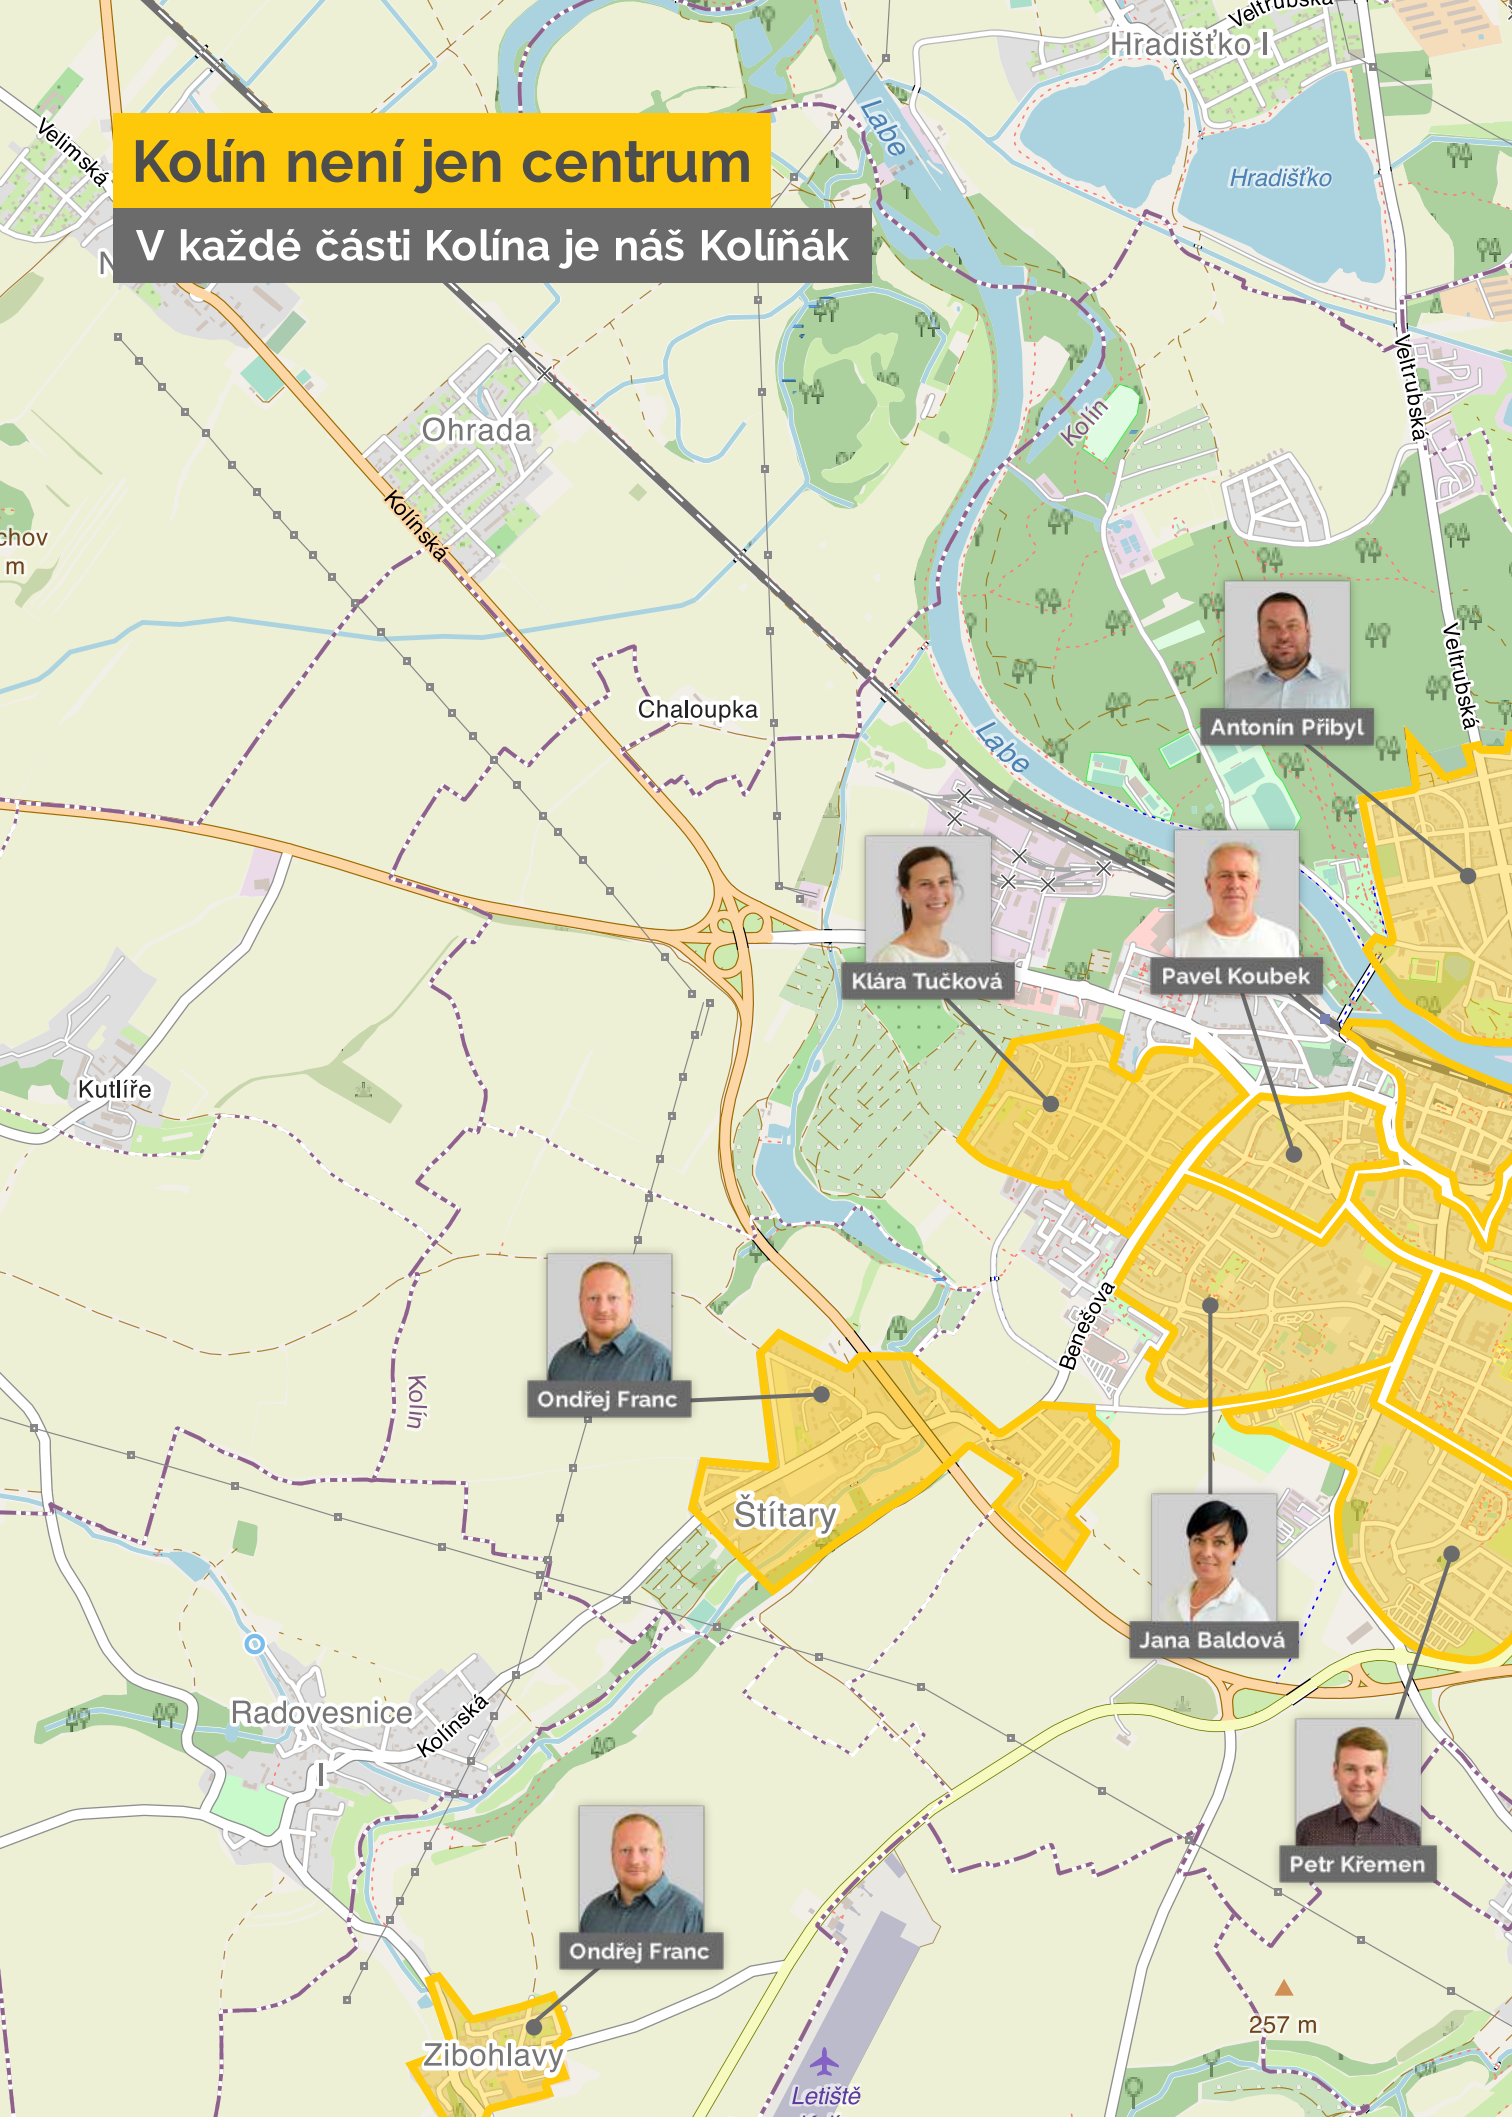 Veltrubská
Hradišťko I
Velimská
Kolín není jen centrum
Labe
Hradišťko
V každé části Kolína je náš Kolíňák
Veltrubská
Kolín
Ohrada
Kolínská
chov
m
Veltrubská
Chaloupka
Labe
Antonín Přibyl
Klára Tučková
Pavel Koubek
Kutlíře
Benešova
Ondřej Franc
Kolín
Štítary
Jana Baldová
Radovesnice
I
Kolínská
Petr Křemen
Ondřej Franc
257 m
Zibohlavy
Letiště